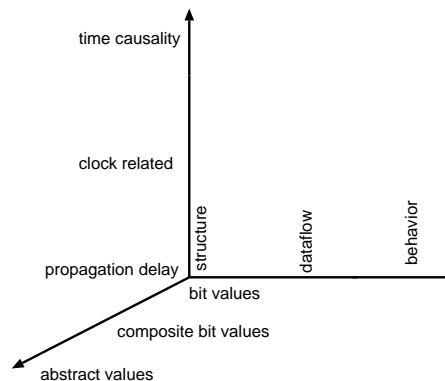 time causality
clock related
structure
dataflow
behavior
propagation delay
bit values
composite bit values
abstract values